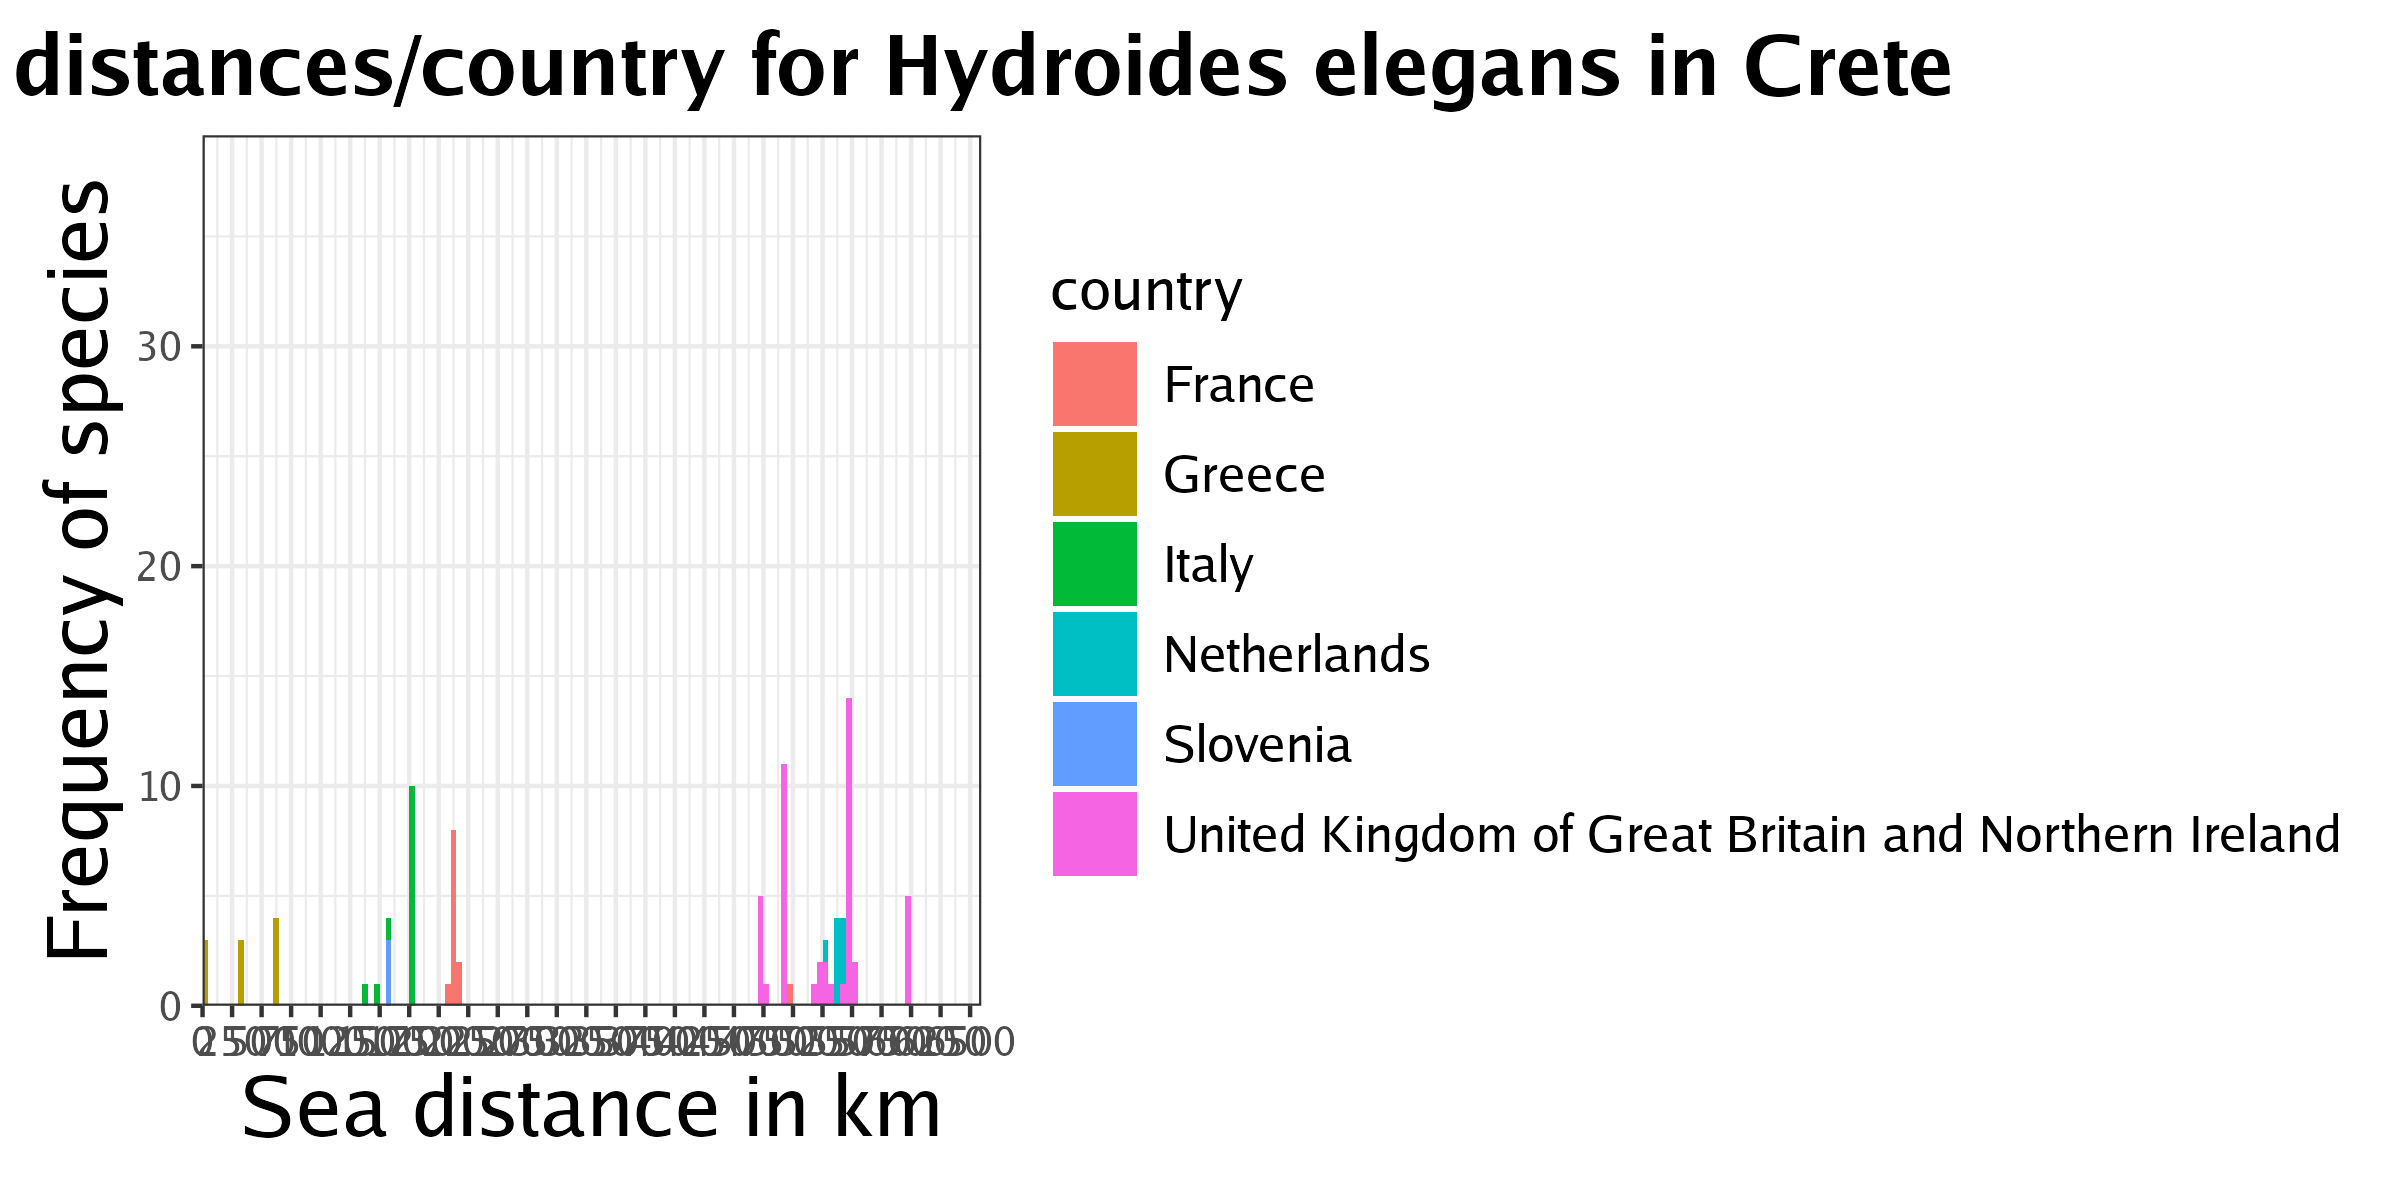 distances/country for Hydroides elegans in Crete
Frequency of species
30
20
10
0
Sea distance in km
country
France
Greece
Italy
Netherlands
Slovenia
United Kingdom of Great Britain and Northern Ireland